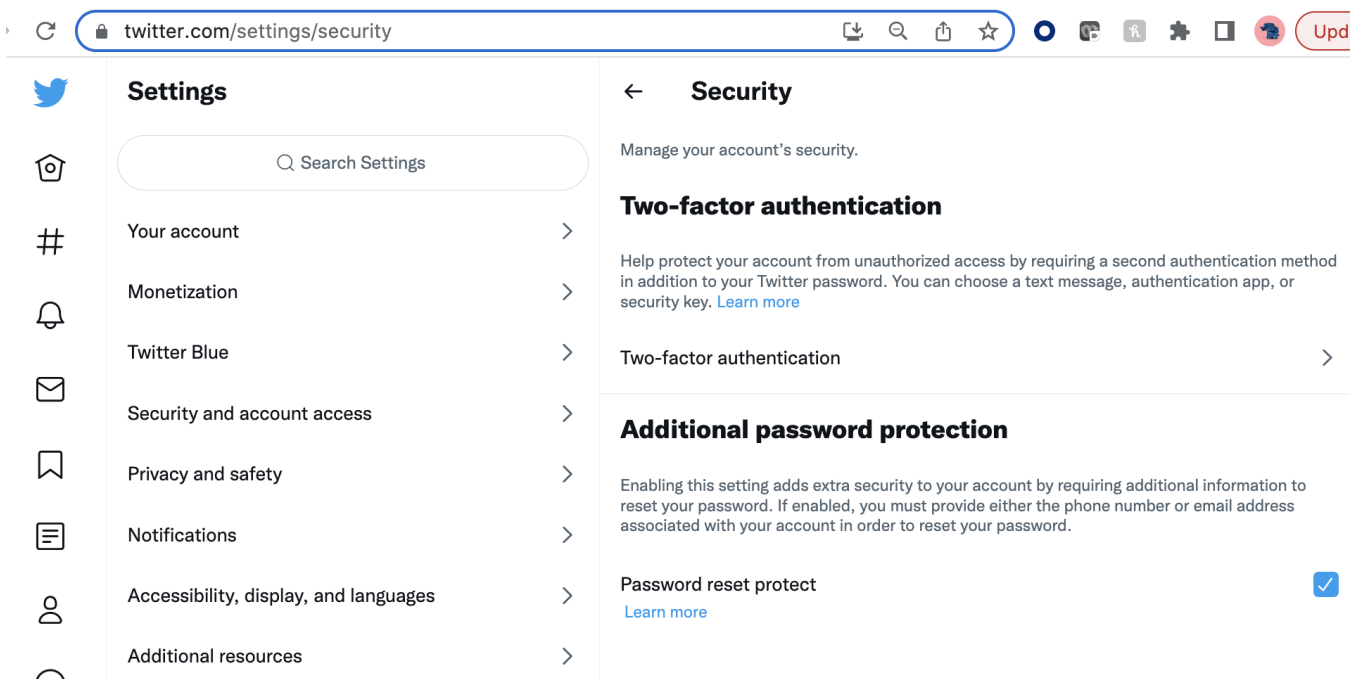 twitter.com/settings/security
Upd
Settings
Search Settings
Your account
Monetization
Twitter Blue
Security and account access
Privacy and safety
Notifications
Accessibility, display, and languages
Additional resources
Security
Manage your account’s security.
Two-factor authentication
Help protect your account from unauthorized access by requiring a second authentication method
in addition to your Twitter password. You can choose a text message, authentication app, or
security key. Learn more
Two-factor authentication
Additional password protection
Enabling this setting adds extra security to your account by requiring additional information to
reset your password. If enabled, you must provide either the phone number or email address
associated with your account in order to reset your password.
Password reset protect
Learn more